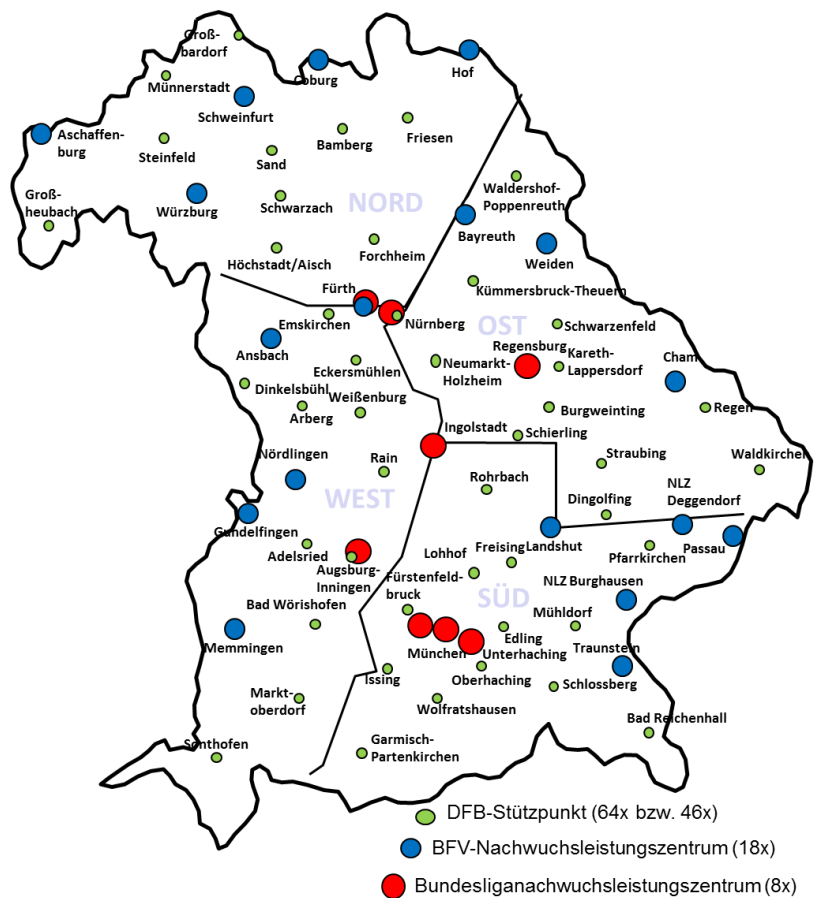 Groß-
bardorf
Coburg
Hof
Münnerstadt
Schweinfurt
Aschaffen-
burg
Steinfeld
Sand
Bamberg
Friesen
Groß-
heubach
Würzburg
Schwarzach
NORD
Waldershof-
Poppenreuth
Bayreuth
Höchstadt/Aisch
Forchheim
Weiden
Fürth
Kümmersbruck-Theuern
Emskirchen
Nürnberg
OST
Schwarzenfeld
Ansbach
Regensburg
Eckersmühlen
Neumarkt-
Holzheim
Kareth-
Lappersdorf
Cham
Dinkelsbühl
Weißenburg
Arberg
Burgweinting
Regen
Ingolstadt
Schierling
Nördlingen
Rain
Straubing
Waldkirchen
Rohrbach
NLZ
Deggendorf
WEST
Dingolfing
Gundelfingen
Adelsried
Augsburg-
Inningen
Lohhof
Freising
Landshut
Pfarrkirchen
Passau
Fürstenfeld-
bruck
SÜD
NLZ Burghausen
Bad Wörishofen
Mühldorf
Memmingen
München
Edling
Unterhaching
Traunstein
Issing
Oberhaching
Schlossberg
Markt-
oberdorf
Wolfratshausen
Bad Reichenhall
Sonthofen
Garmisch-
Partenkirchen
DFB-Stützpunkt (64x bzw. 46x)
BFV-Nachwuchsleistungszentrum (18x)
Bundesliganachwuchsleistungszentrum (8x)